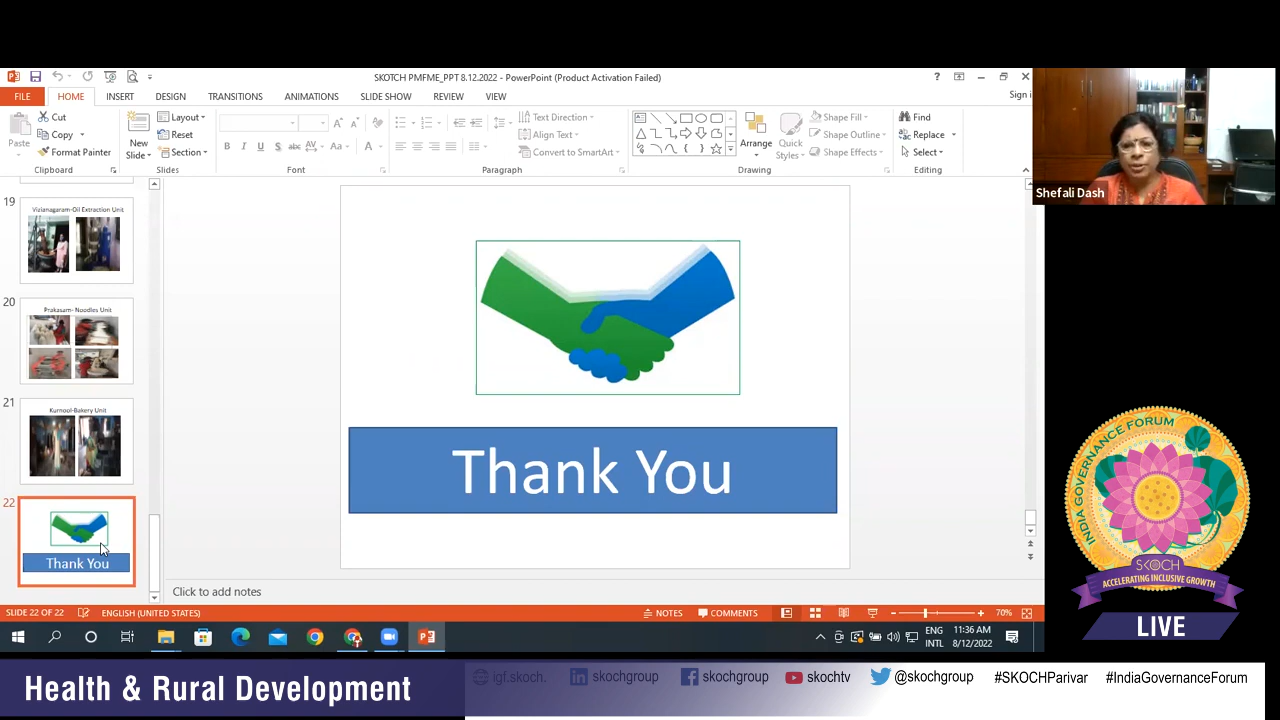 SKOTCH PMFME_PPT 8.12.2022 - PowerPoint (Product Activation Failed)
FILE HOME INSERT DESIGN TRANSITIONS ANIMATIONS SLIDE SHOW REVIEW VIEW Sign i
Paste
Cut
Copy
Format Painter
Clipboard
New
Slide
Layout
Reset
Section
Slides
B I U S abc AV Aa A
Font
Text Direction
Align Text
Convert to SmartArt
Paragraph
Arrange
Quick
Styles
Shape Fill
Shape Outline
Shape Effects
Drawing
Find
Replace
Select
Editing
Shefali Dash
19
Vizianagaram-Oil Extraction Unit
20
Prakasam- Noodles Unit
21
Kurnool-Bakery Unit
22
Thank You
Thank You
Click to add notes
SLIDE 22 OF 22 ENGLISH (UNITED STATES) NOTES COMMENTS 70%
ENG
INTL
11:36 AM
8/12/2022
INDIA GOVERNANCE FORUM
SKOCH
ACCELERATING INCLUSIVE GROWTH
LIVE
Health & Rural Development
igf.skoch. skochgroup skochgroup skochtv @skochgroup #SKOCHParivar #IndiaGovernanceForum